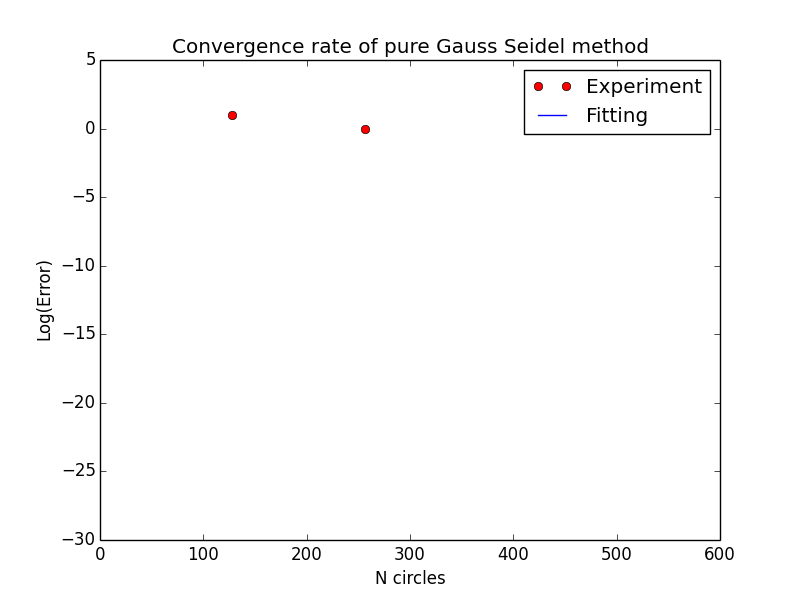 Convergence rate of pure Gauss Seidel method
Experiment
Fitting
5
0
−5
−10
−15
−20
−25
−30
Log(Error)
0 100 200 300 400 500 600
N circles